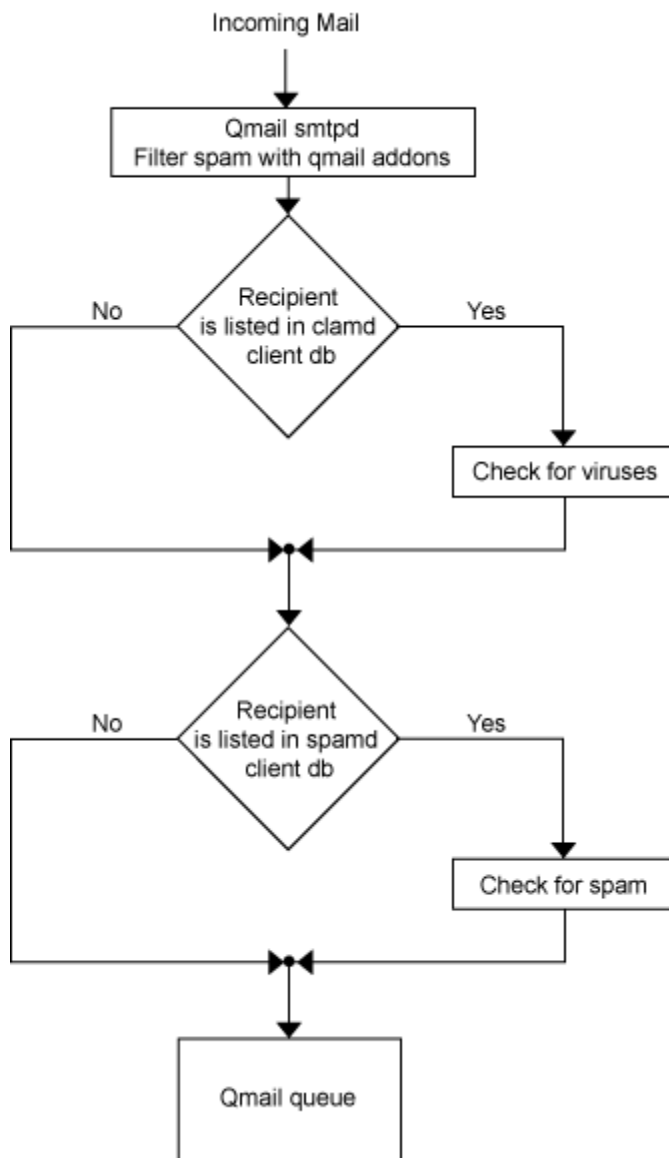 Incoming Mail
Qmail smtpd
Filter spam with qmail addons
Recipient
is listed in clamd
client db
No
Yes
Check for viruses
Recipient
is listed in spamd
client db
No
Yes
Check for spam
Qmail queue